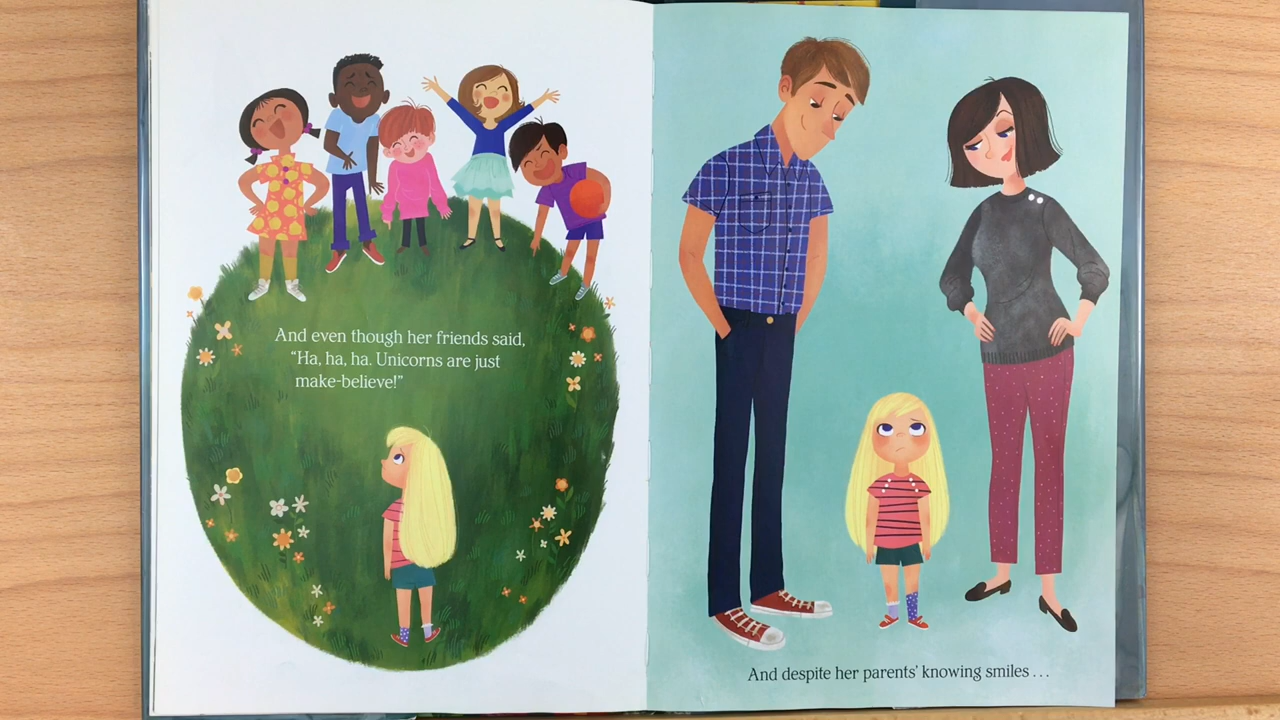 And even though her friends said,
“Ha, ha, ha. Unicorns are just
make-believe!”
And despite her parents’ knowing smiles . . .